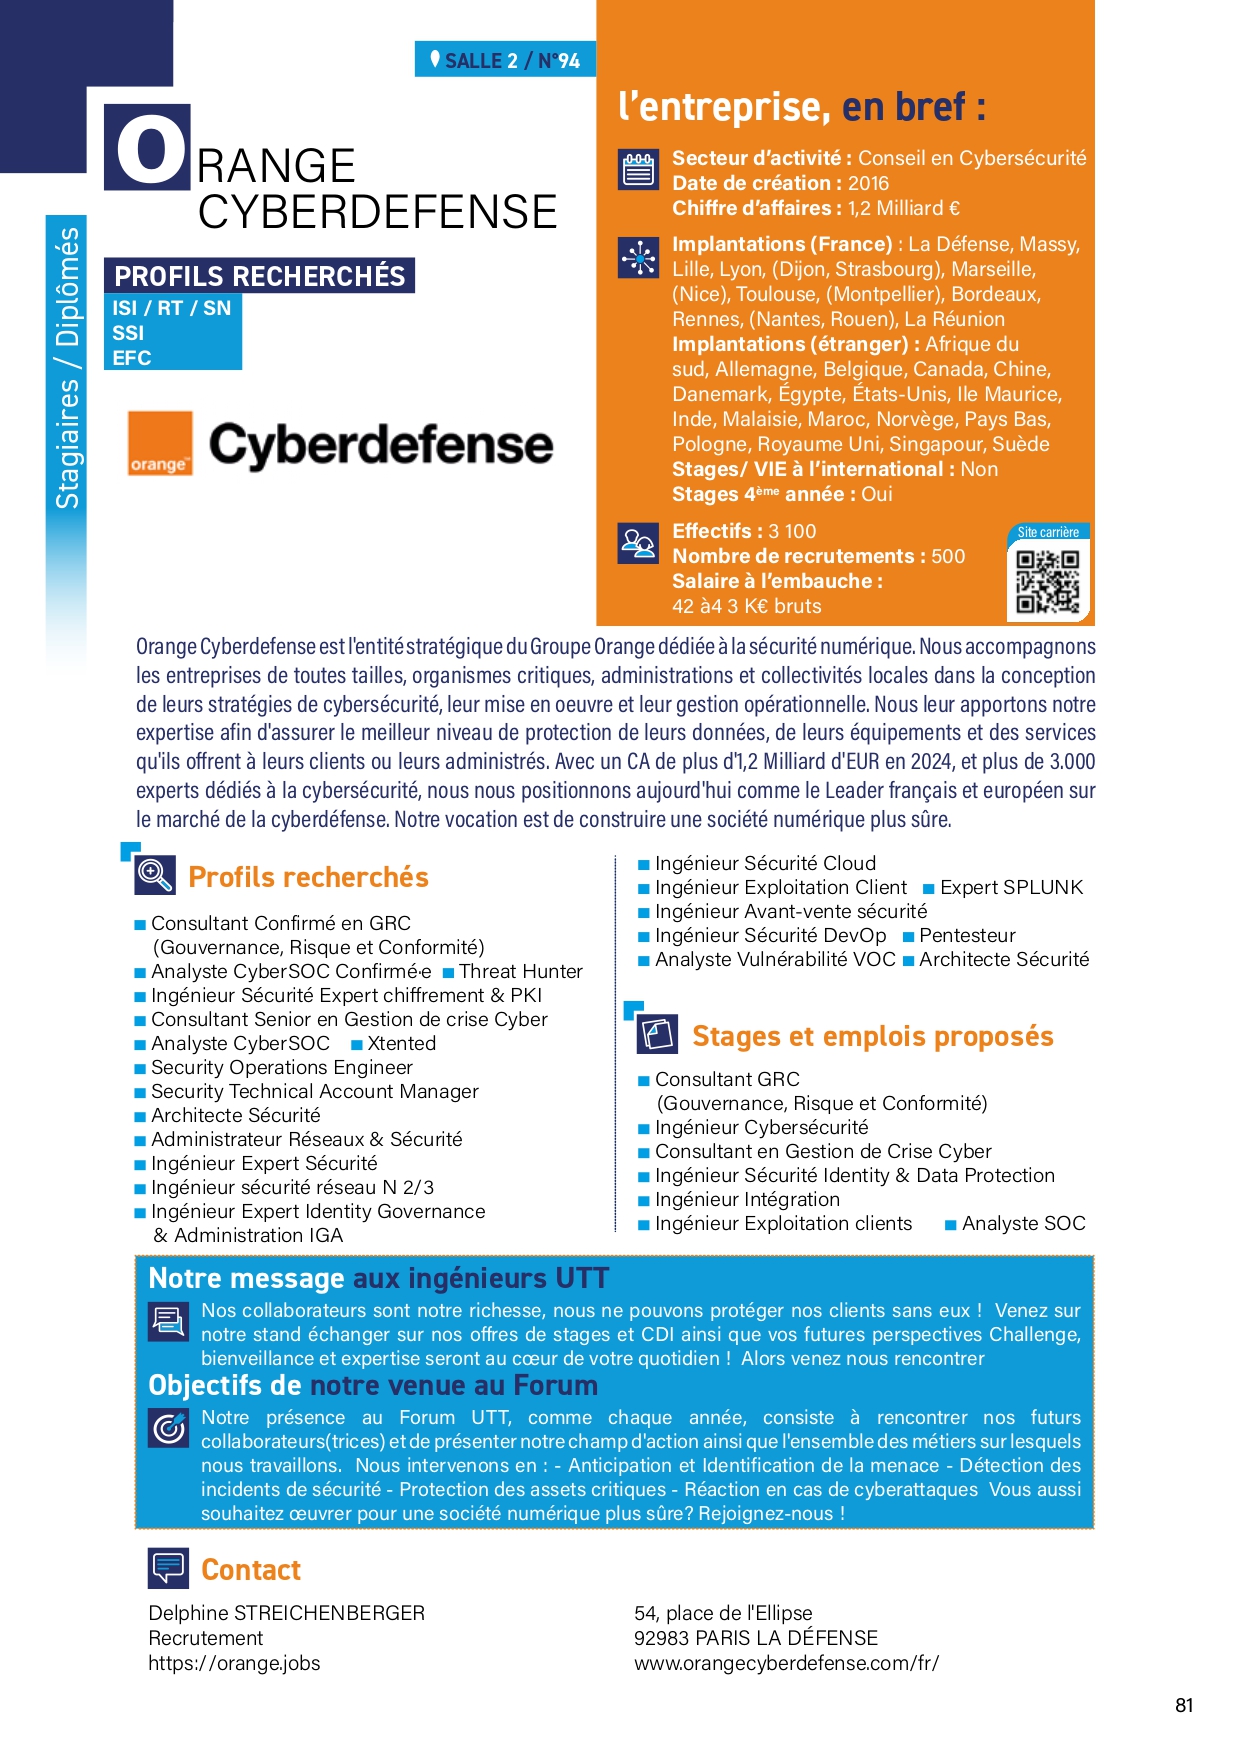 SALLE 2 / N°94
ORANGE
CYBERDEFENSE
PROFILS RECHERCHÉS
ISI / RT / SN
SSI
EFC
Stagiaires / Diplômés
orange™
Cyberdefense
l’entreprise, en bref :
Secteur d’activité : Conseil en Cybersécurité
Date de création : 2016
Chiffre d’affaires : 1,2 Milliard €
Implantations (France) : La Défense, Massy,
Lille, Lyon, (Dijon, Strasbourg), Marseille,
(Nice), Toulouse, (Montpellier), Bordeaux,
Rennes, (Nantes, Rouen), La Réunion
Implantations (étranger) : Afrique du
sud, Allemagne, Belgique, Canada, Chine,
Danemark, Égypte, États-Unis, Ile Maurice,
Inde, Malaisie, Maroc, Norvège, Pays Bas,
Pologne, Royaume Uni, Singapour, Suède
Stages/ VIE à l’international : Non
Stages 4ème année : Oui
Effectifs : 3 100
Nombre de recrutements : 500
Salaire à l’embauche :
42 à4 3 K€ bruts
Site carrière
Orange Cyberdefense est l'entité stratégique du Groupe Orange dédiée à la sécurité numérique. Nous accompagnons
les entreprises de toutes tailles, organismes critiques, administrations et collectivités locales dans la conception
de leurs stratégies de cybersécurité, leur mise en oeuvre et leur gestion opérationnelle. Nous leur apportons notre
expertise afin d'assurer le meilleur niveau de protection de leurs données, de leurs équipements et des services
qu'ils offrent à leurs clients ou leurs administrés. Avec un CA de plus d'1,2 Milliard d'EUR en 2024, et plus de 3.000
experts dédiés à la cybersécurité, nous nous positionnons aujourd'hui comme le Leader français et européen sur
le marché de la cyberdéfense. Notre vocation est de construire une société numérique plus sûre.
Profils recherchés
Consultant Confirmé en GRC
(Gouvernance, Risque et Conformité)
Analyste CyberSOC Confirmé·e Threat Hunter
Ingénieur Sécurité Expert chiffrement & PKI
Consultant Senior en Gestion de crise Cyber
Analyste CyberSOC Xtented
Security Operations Engineer
Security Technical Account Manager
Architecte Sécurité
Administrateur Réseaux & Sécurité
Ingénieur Expert Sécurité
Ingénieur sécurité réseau N 2/3
Ingénieur Expert Identity Governance
& Administration IGA
Ingénieur Sécurité Cloud
Ingénieur Exploitation Client Expert SPLUNK
Ingénieur Avant-vente sécurité
Ingénieur Sécurité DevOp Pentesteur
Analyste Vulnérabilité VOC Architecte Sécurité
Stages et emplois proposés
Consultant GRC
(Gouvernance, Risque et Conformité)
Ingénieur Cybersécurité
Consultant en Gestion de Crise Cyber
Ingénieur Sécurité Identity & Data Protection
Ingénieur Intégration
Ingénieur Exploitation clients Analyste SOC
Notre message aux ingénieurs UTT
Nos collaborateurs sont notre richesse, nous ne pouvons protéger nos clients sans eux ! Venez sur
notre stand échanger sur nos offres de stages et CDI ainsi que vos futures perspectives Challenge,
bienveillance et expertise seront au cœur de votre quotidien ! Alors venez nous rencontrer
Objectifs de notre venue au Forum
Notre présence au Forum UTT, comme chaque année, consiste à rencontrer nos futurs
collaborateurs(trices) et de présenter notre champ d'action ainsi que l'ensemble des métiers sur lesquels
nous travaillons. Nous intervenons en : - Anticipation et Identification de la menace - Détection des
incidents de sécurité - Protection des assets critiques - Réaction en cas de cyberattaques Vous aussi
souhaitez œuvrer pour une société numérique plus sûre? Rejoignez-nous !
Contact
Delphine STREICHENBERGER
Recrutement
https://orange.jobs
54, place de l'Ellipse
92983 PARIS LA DÉFENSE
www.orangecyberdefense.com/fr/
81